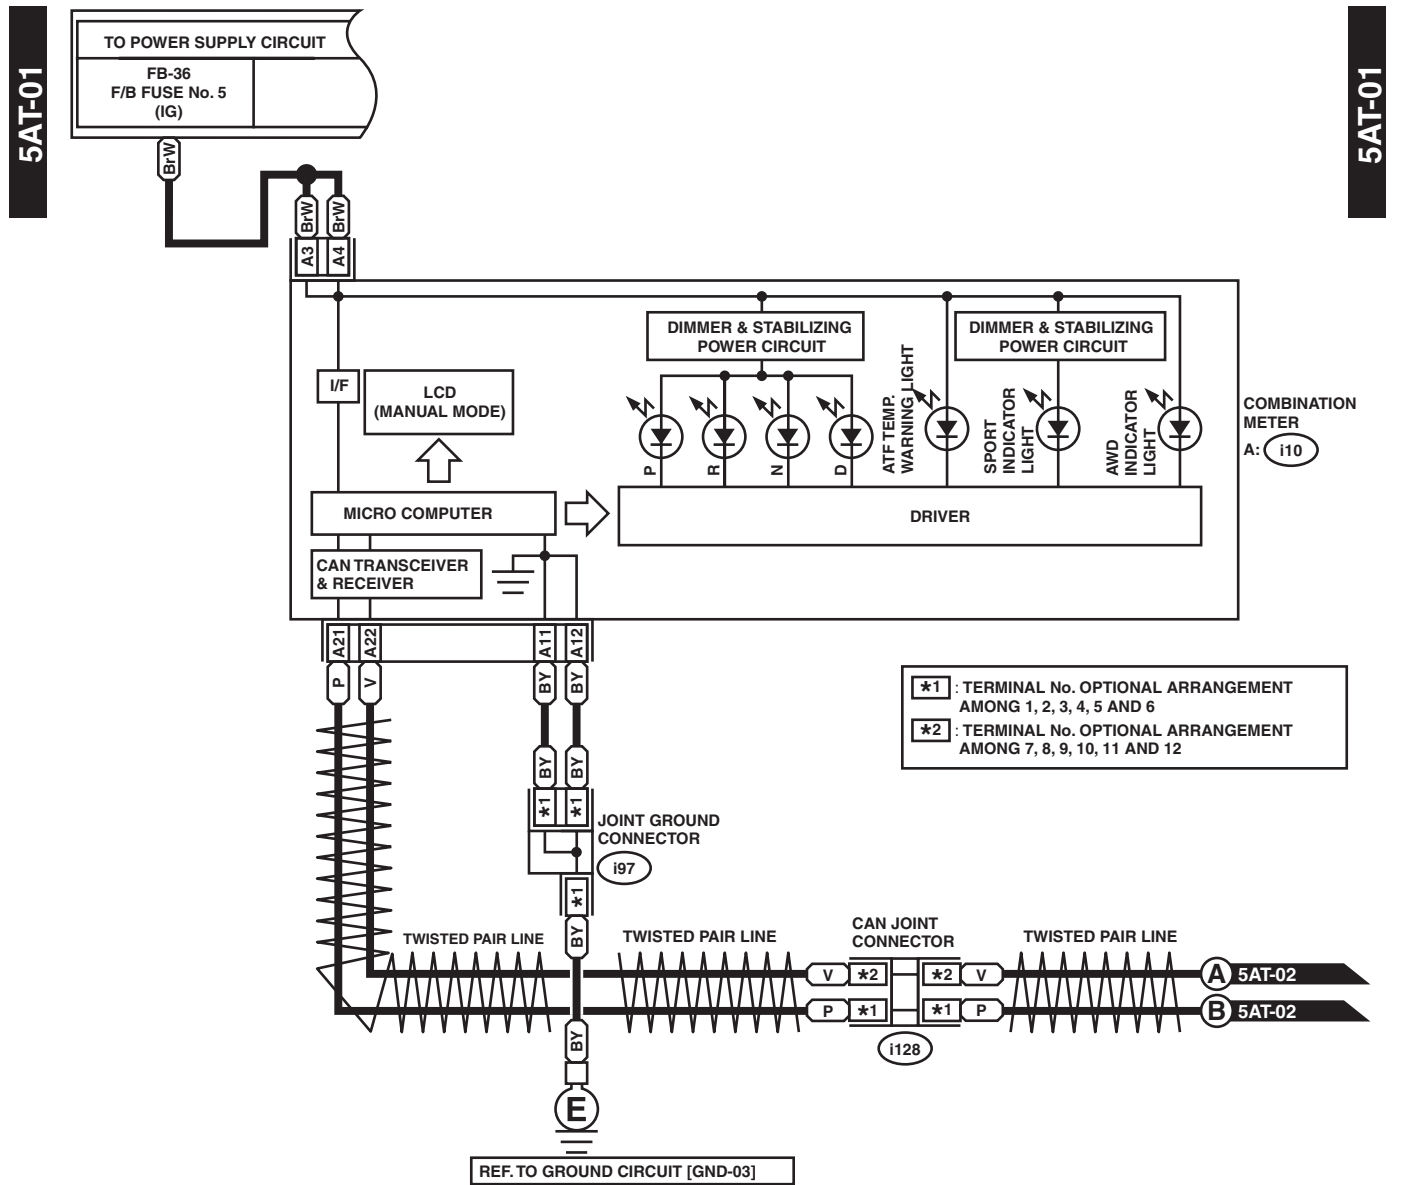 5AT-01
5AT-01
TO POWER SUPPLY CIRCUIT
FB-36
F/B FUSE No. 5
(IG)
BrW
BrW
BrW
A3
A4
DIMMER & STABILIZING
POWER CIRCUIT
DIMMER & STABILIZING
POWER CIRCUIT
I/F
LCD
(MANUAL MODE)
P
R
N
D
ATF TEMP.
WARNING LIGHT
SPORT
INDICATOR
LIGHT
AWD
INDICATOR
LIGHT
COMBINATION
METER
A: i10
MICRO COMPUTER
DRIVER
CAN TRANSCEIVER
& RECEIVER
A21
A22
A11
A12
P
V
BY
BY
*1 : TERMINAL No. OPTIONAL ARRANGEMENT
AMONG 1, 2, 3, 4, 5 AND 6
*2 : TERMINAL No. OPTIONAL ARRANGEMENT
AMONG 7, 8, 9, 10, 11 AND 12
BY
BY
*1
*1
JOINT GROUND
CONNECTOR
i97
*1
BY
TWISTED PAIR LINE
TWISTED PAIR LINE
CAN JOINT
CONNECTOR
TWISTED PAIR LINE
V *2 *2 V
A 5AT-02
P *1 *1 P
B 5AT-02
i128
BY
E
REF. TO GROUND CIRCUIT [GND-03]